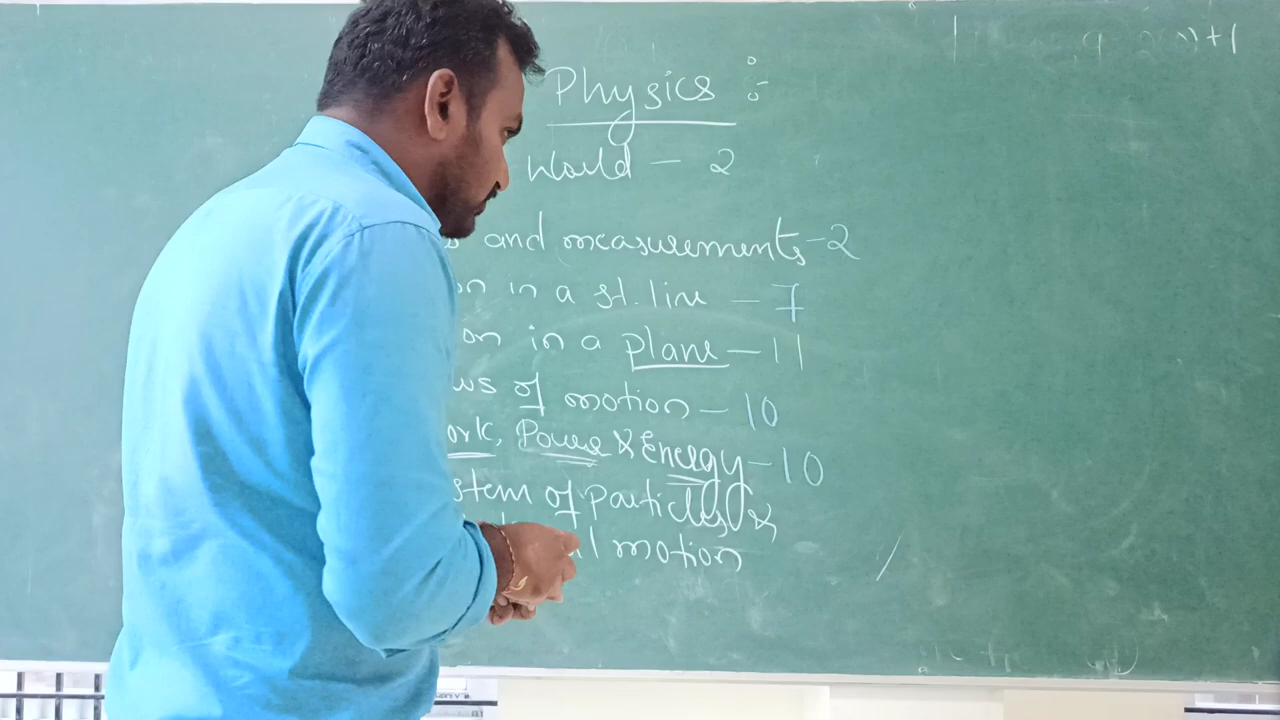 Physics :-
World - 2
and measurements - 2
on in a st. line - 7
on in a plane - 11
ws of motion - 10
ork, Power & Energy - 10
stem of Particles &
al motion